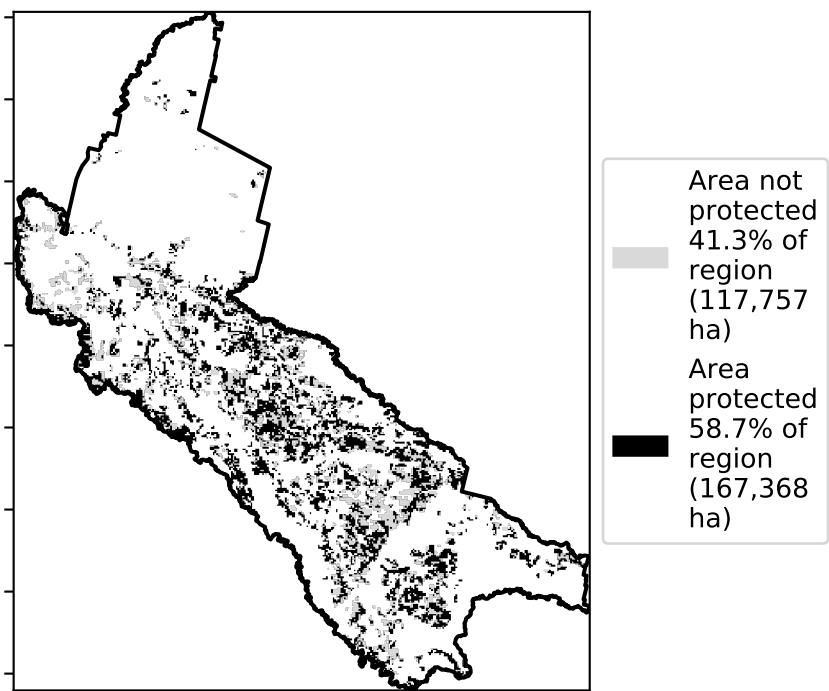 Area not
protected
41.3% of
region
(117,757
ha)
Area
protected
58.7% of
region
(167,368
ha)